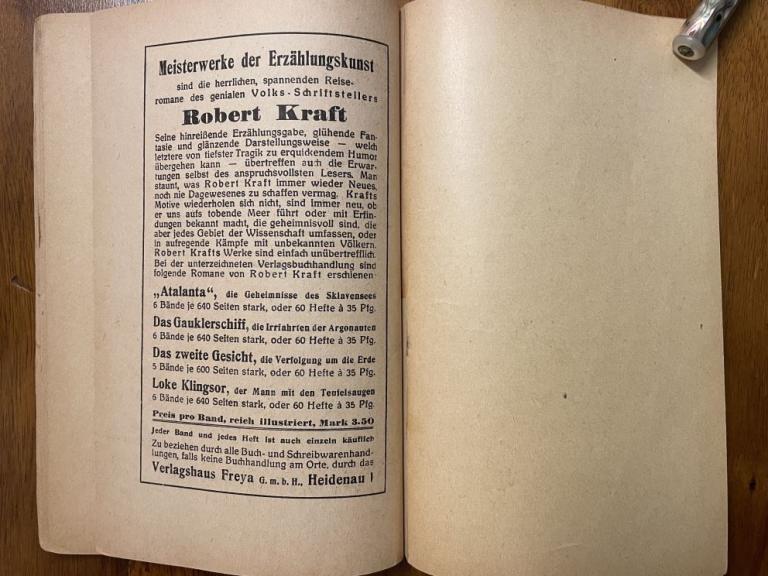 Meisterwerke der Erzählungskunst
sind die herrlichen, spannenden Reise-
romane des genialen Volks-Schriftstellers
Robert Kraft
Seine hinreißende Erzählungsgabe, glühende Fan-
tasie und glänzende Darstellungsweise — welch
letztere von tiefster Tragik zu erquickendem Humor
übergehen kann — übertreffen auch die Erwar-
tungen selbst des anspruchsvollsten Lesers. Man
staunt, was Robert Kraft immer wieder Neues,
noch nie Dagewesenes zu schaffen vermag. Krafts
Motive wiederholen sich nicht, sind immer neu, ob
er uns aufs tobende Meer führt oder mit Erfin-
dungen bekannt macht, die geheimnisvoll sind, die
aber jedes Gebiet der Wissenschaft umfassen, oder
in aufregende Kämpfe mit unbekannten Völkern.
Robert Krafts Werke sind einfach unübertrefflich.
Bei der unterzeichneten Verlagsbuchhandlung sind
folgende Romane von Robert Kraft erschienen
„Atalanta“, die Geheimnisse des Sklavensees
6 Bände je 640 Seiten stark, oder 60 Hefte à 35 Pfg.
Das Gauklerschiff, die Irrfahrten der Argonauten
6 Bände je 640 Seiten stark, oder 60 Hefte à 35 Pfg.
Das zweite Gesicht, die Verfolgung um die Erde
5 Bände je 600 Seiten stark, oder 60 Hefte à 35 Pfg.
Loke Klingsor, der Mann mit den Teufelsaugen
6 Bände je 640 Seiten stark, oder 60 Hefte à 35 Pfg.
Preis pro Band, reich illustriert, Mark 3.50
Jeder Band und jedes Heft ist auch einzeln käuflich
Zu beziehen durch alle Buch- und Schreibwarenhand-
lungen, falls keine Buchhandlung am Orte, durch das
Verlagshaus Freya G. m. b. H., Heidenau I